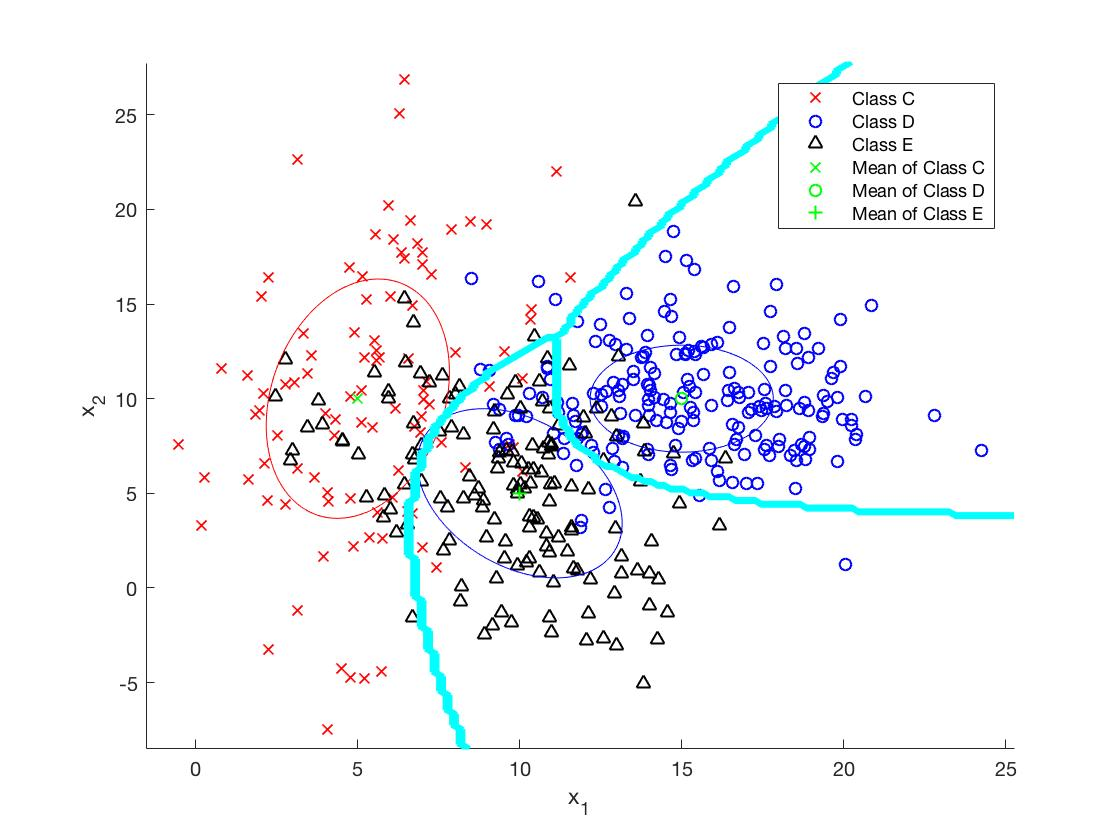 25
20
15
10
5
0
-5
x2
Class C
Class D
Class E
Mean of Class C
Mean of Class D
Mean of Class E
0 5 10 15 20 25
x1